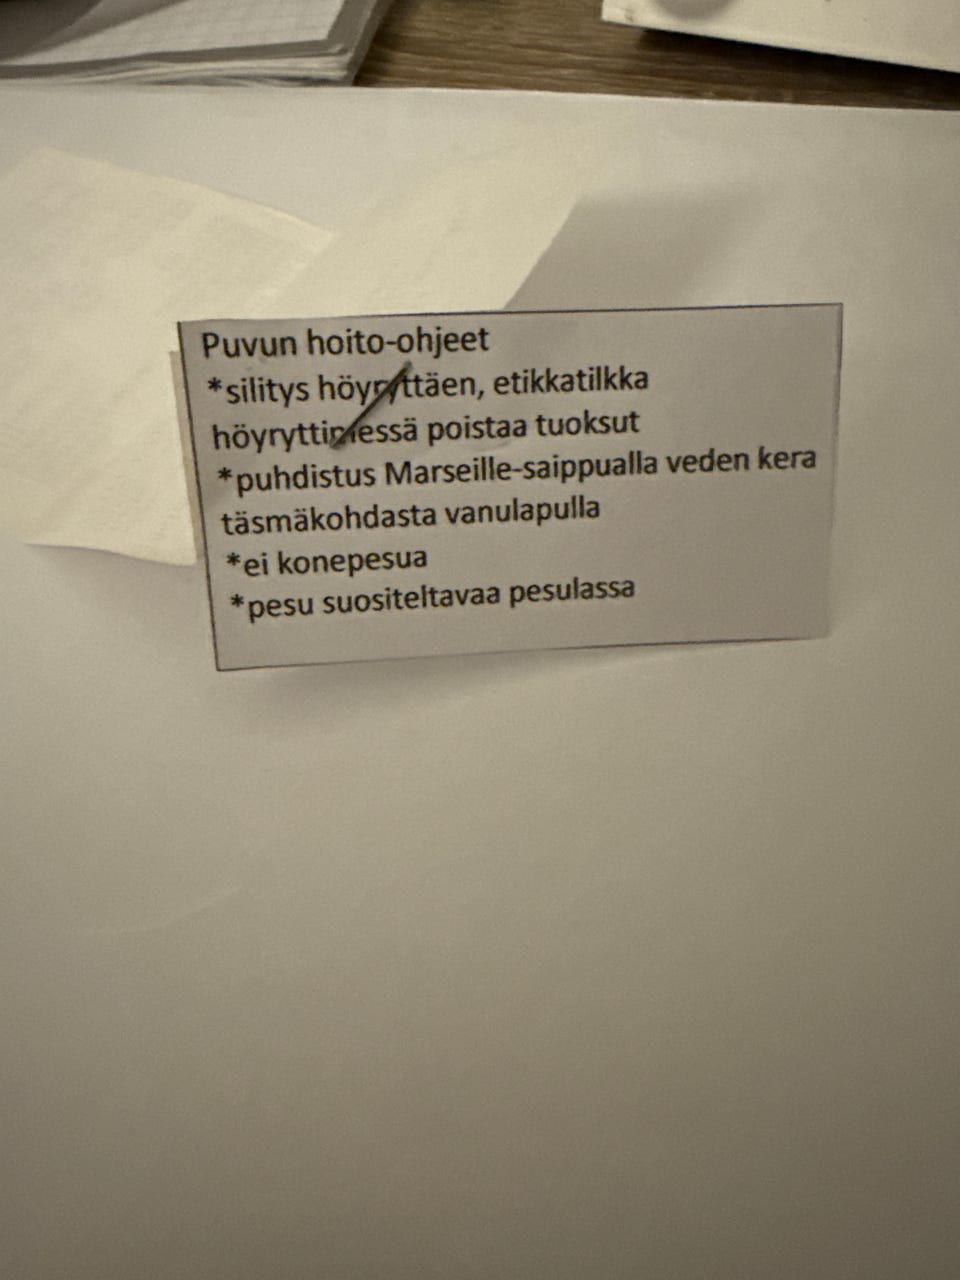 Puvun hoito-ohjeet
*silitys höyryttäen, etikkatilkka
höyryttimessä poistaa tuoksut
*puhdistus Marseille-saippualla veden kera
täsmäkohdasta vanulapulla
*ei konepesua
*pesu suositeltavaa pesulassa